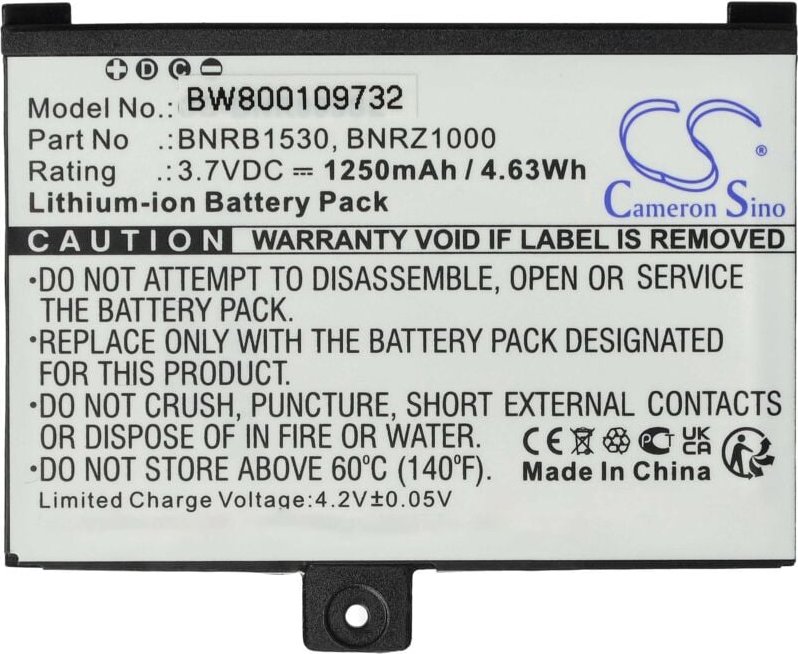 + D C −
Model No.: BW800109732
Part No .: BNRB1530, BNRZ1000
Rating .: 3.7VDC ⎓ 1250mAh / 4.63Wh
Lithium-ion Battery Pack
Cameron Sino ®
CAUTION WARRANTY VOID IF LABEL IS REMOVED
•DO NOT ATTEMPT TO DISASSEMBLE, OPEN OR SERVICE
THE BATTERY PACK.
•REPLACE ONLY WITH THE BATTERY PACK DESIGNATED
FOR THIS MACHINE.
•DO NOT CRUSH, PUNCTURE, SHORT EXTERNAL CONTACTS
OR DISPOSE OF IN FIRE OR WATER.
CE UK CA
•DO NOT STORE ABOVE 60°C (140°F).
Made In China
Limited Charge Voltage:4.2V±0.05V